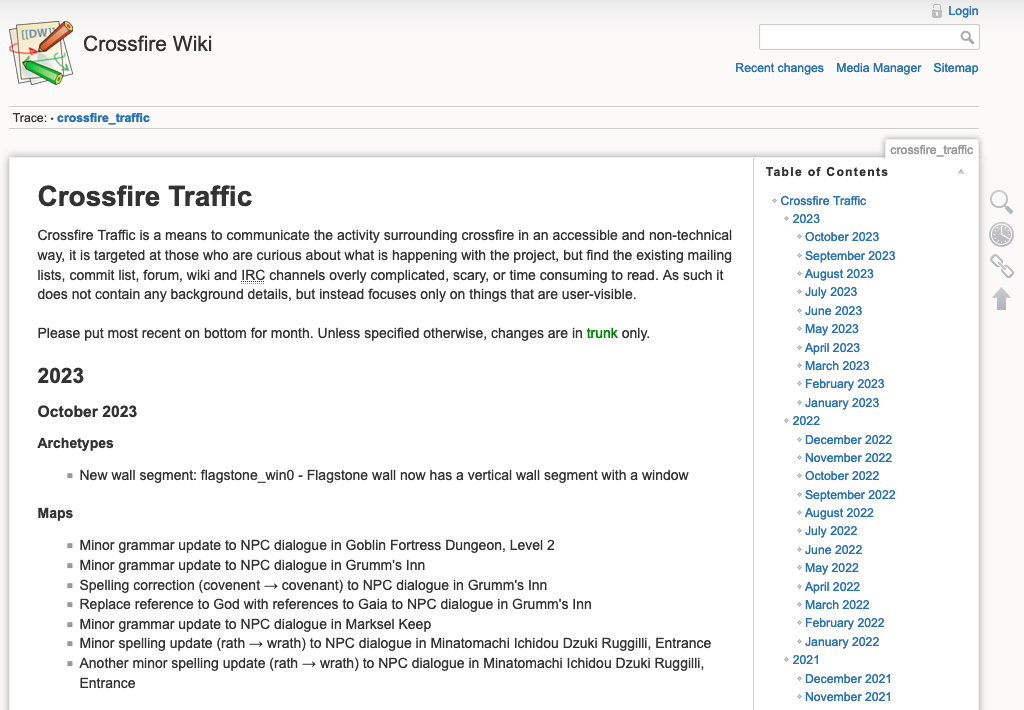 Login
[[DW]]
Crossfire Wiki
Recent changes Media Manager Sitemap
Trace: • crossfire_traffic
crossfire_traffic
Crossfire Traffic
Crossfire Traffic is a means to communicate the activity surrounding crossfire in an accessible and non-technical
way, it is targeted at those who are curious about what is happening with the project, but find the existing mailing
lists, commit list, forum, wiki and IRC channels overly complicated, scary, or time consuming to read. As such it
does not contain any background details, but instead focuses only on things that are user-visible.
Please put most recent on bottom for month. Unless specified otherwise, changes are in trunk only.
2023
October 2023
Archetypes
New wall segment: flagstone_win0 - Flagstone wall now has a vertical wall segment with a window
Maps
Minor grammar update to NPC dialogue in Goblin Fortress Dungeon, Level 2
Minor grammar update to NPC dialogue in Grumm's Inn
Spelling correction (covenent → covenant) to NPC dialogue in Grumm's Inn
Replace reference to God with references to Gaia to NPC dialogue in Grumm's Inn
Minor grammar update to NPC dialogue in Marksel Keep
Minor spelling update (rath → wrath) to NPC dialogue in Minatomachi Ichidou Dzuki Ruggilli, Entrance
Another minor spelling update (rath → wrath) to NPC dialogue in Minatomachi Ichidou Dzuki Ruggilli,
Entrance
Table of Contents
Crossfire Traffic
2023
October 2023
September 2023
August 2023
July 2023
June 2023
May 2023
April 2023
March 2023
February 2023
January 2023
2022
December 2022
November 2022
October 2022
September 2022
August 2022
July 2022
June 2022
May 2022
April 2022
March 2022
February 2022
January 2022
2021
December 2021
November 2021